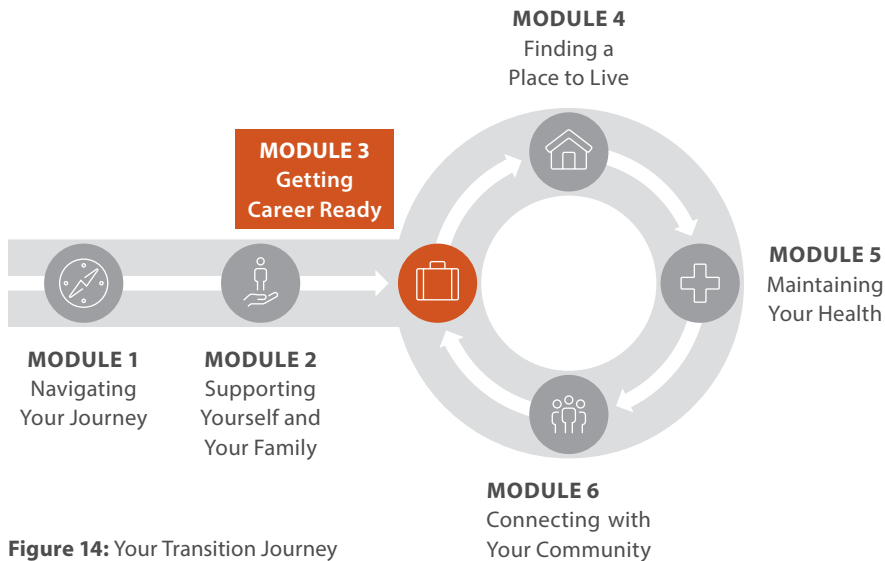 MODULE 4
Finding a
Place to Live
MODULE 3
Getting
Career Ready
MODULE 5
Maintaining
Your Health
MODULE 1
Navigating
Your Journey
MODULE 2
Supporting
Yourself and
Your Family
MODULE 6
Connecting with
Your Community
Figure 14: Your Transition Journey